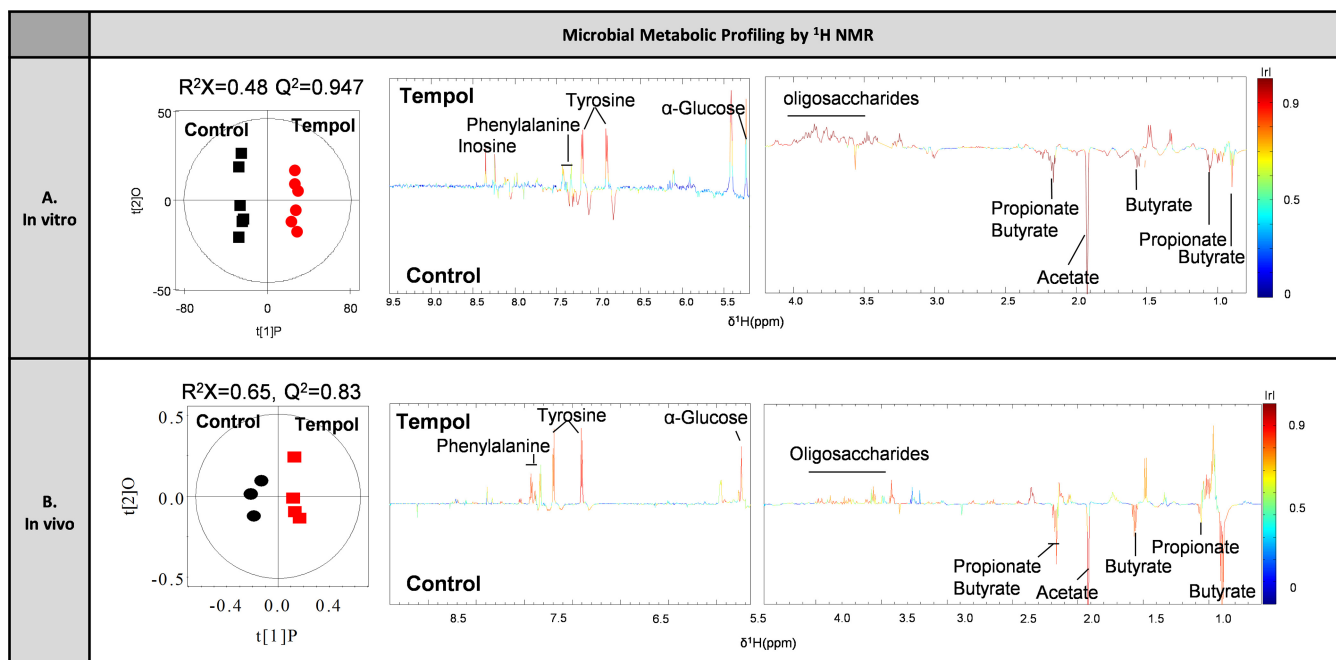 Microbial Metabolic Profiling by ¹H NMR
A.
In vitro
R²X=0.48 Q²=0.947
Control Tempol
50
0
-50
t[2]O
-80 0 80
t[1]P
Tempol
Tyrosine
α-Glucose
Phenylalanine
Inosine
Control
9.5 9.0 8.5 8.0 7.5 7.0 6.5 6.0 5.5
oligosaccharides
Propionate
Butyrate
Acetate
Butyrate
Propionate
Butyrate
4.0 3.0 2.0 1.5 1.0
δ¹H(ppm)
|r|
0.9
0.5
0
B.
In vivo
R²X=0.65, Q²=0.83
Control Tempol
0.5
0.0
-0.5
t[2]O
-0.4 0.0 0.4
t[1]P
Tempol
Tyrosine
α-Glucose
Phenylalanine
Control
8.5 7.5 6.5 5.5
Oligosaccharides
Propionate
Butyrate
Acetate
Butyrate
Propionate
Butyrate
4.5 4.0 3.5 3.0 2.5 2.0 1.5 1.0
δ¹H(ppm)
|r|
0.9
0.5
0